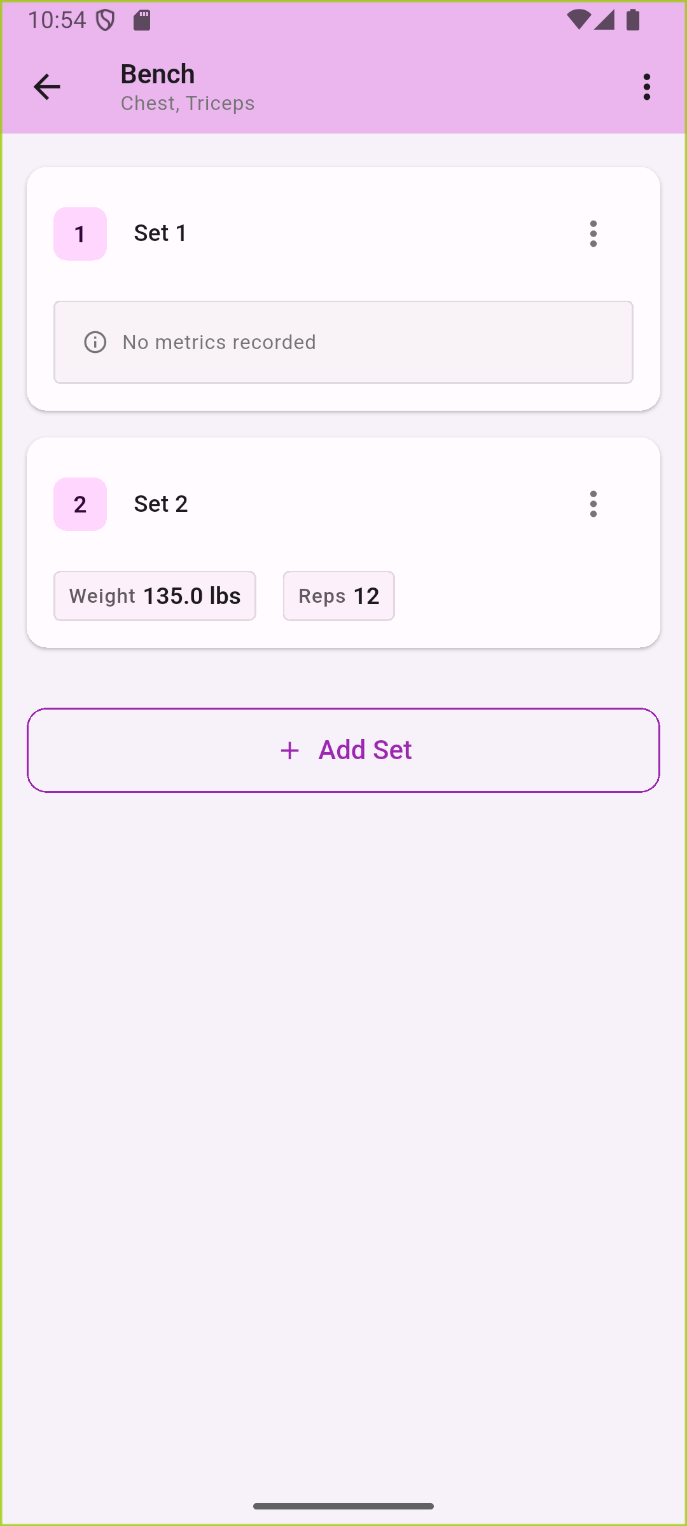 10:54
Bench
Chest, Triceps
1 Set 1
No metrics recorded
2 Set 2
Weight 135.0 lbs Reps 12
+ Add Set